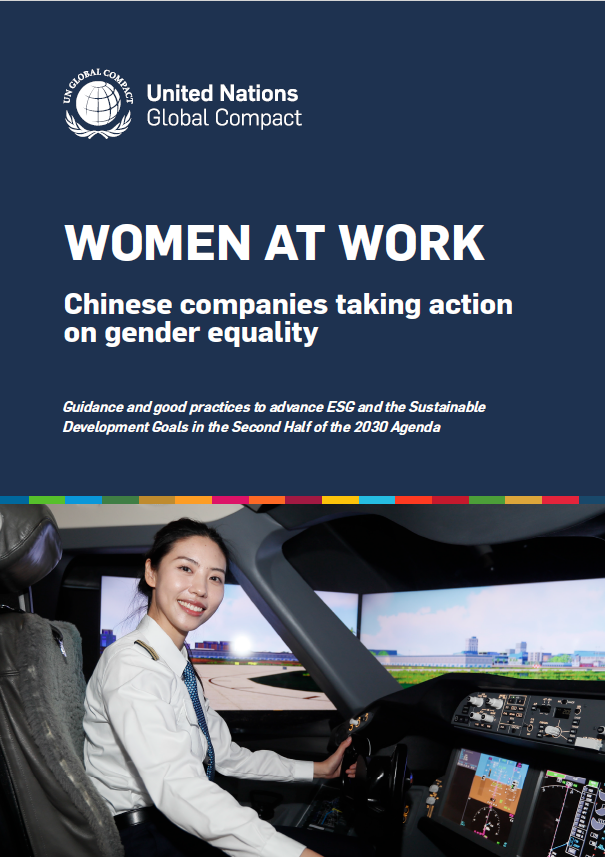 UN GLOBAL COMPACT
United Nations
Global Compact
WOMEN AT WORK
Chinese companies taking action
on gender equality
Guidance and good practices to advance ESG and the Sustainable
Development Goals in the Second Half of the 2030 Agenda